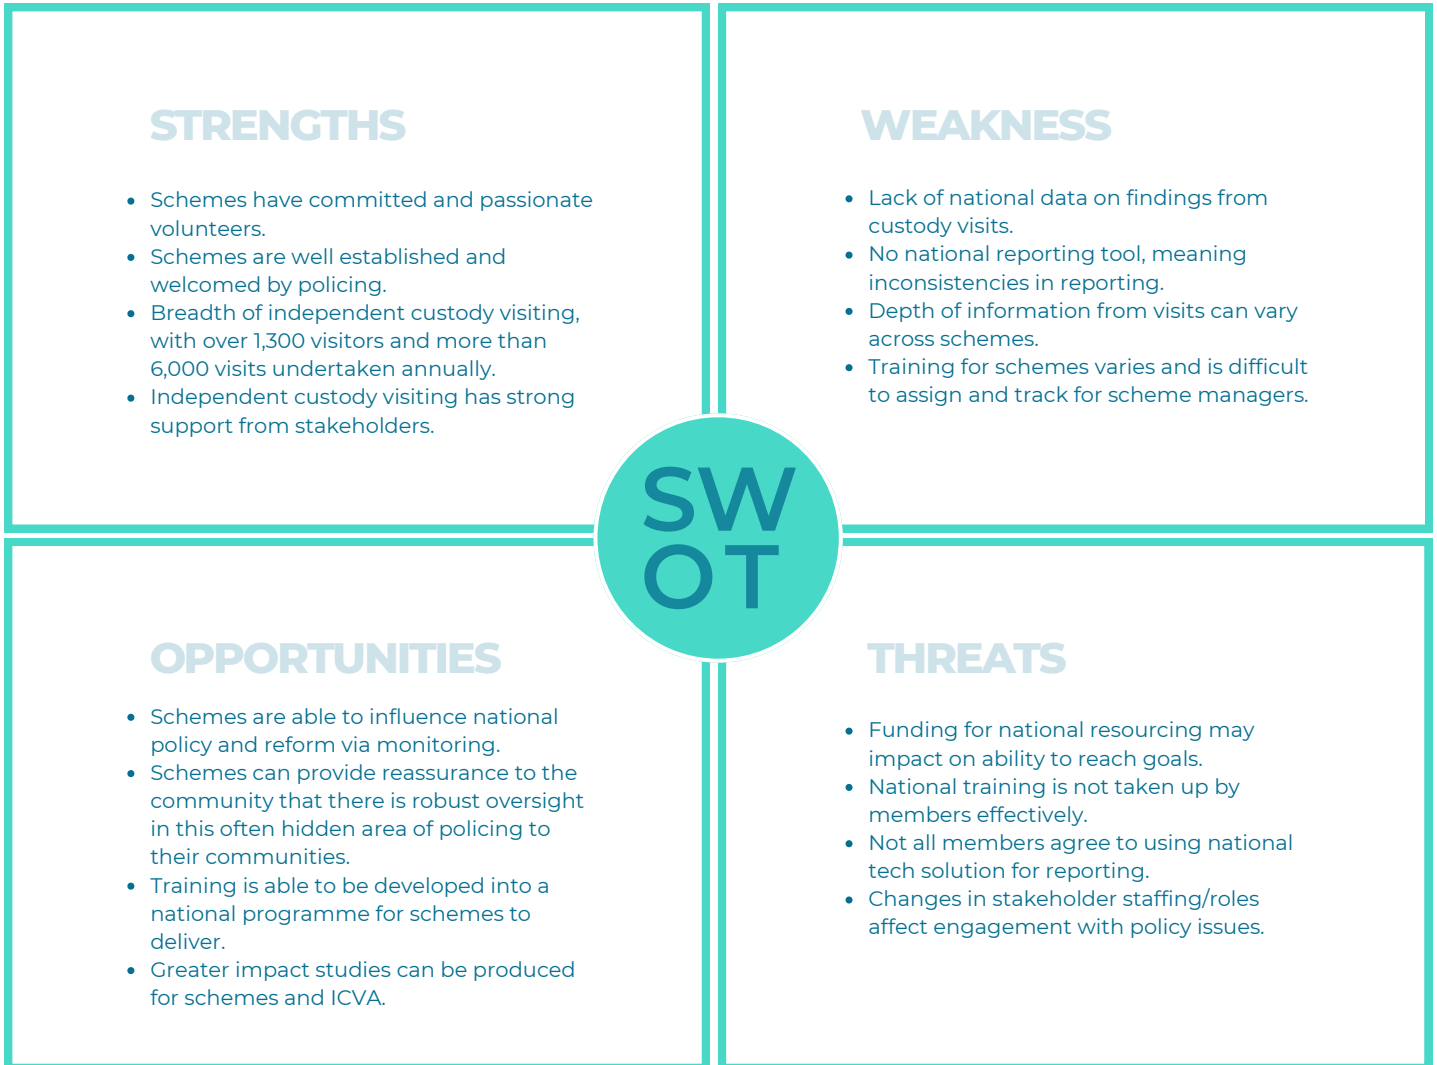 STRENGTHS
• Schemes have committed and passionate
volunteers.
• Schemes are well established and
welcomed by policing.
• Breadth of independent custody visiting,
with over 1,300 visitors and more than
6,000 visits undertaken annually.
• Independent custody visiting has strong
support from stakeholders.
WEAKNESS
• Lack of national data on findings from
custody visits.
• No national reporting tool, meaning
inconsistencies in reporting.
• Depth of information from visits can vary
across schemes.
• Training for schemes varies and is difficult
to assign and track for scheme managers.
SW
OT
OPPORTUNITIES
• Schemes are able to influence national
policy and reform via monitoring.
• Schemes can provide reassurance to the
community that there is robust oversight
in this often hidden area of policing to
their communities.
• Training is able to be developed into a
national programme for schemes to
deliver.
• Greater impact studies can be produced
for schemes and ICVA.
THREATS
• Funding for national resourcing may
impact on ability to reach goals.
• National training is not taken up by
members effectively.
• Not all members agree to using national
tech solution for reporting.
• Changes in stakeholder staffing/roles
affect engagement with policy issues.